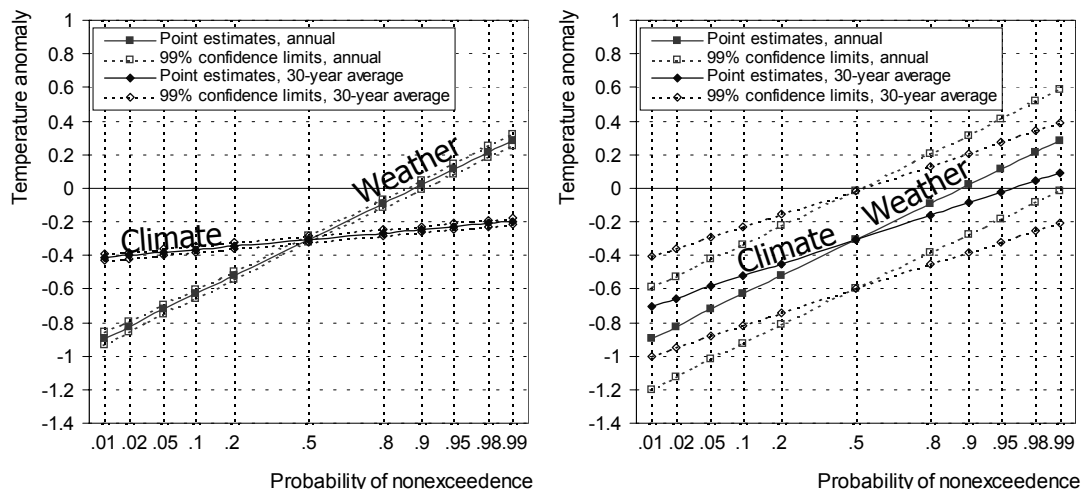 Temperature anomaly
1
0.8
0.6
0.4
0.2
0
-0.2
-0.4
-0.6
-0.8
-1
-1.2
-1.4
Point estimates, annual
99% confidence limits, annual
Point estimates, 30-year average
99% confidence limits, 30-year average
Weather
Climate
.01 .02 .05 .1 .2 .5 .8 .9 .95 .98 .99
Probability of nonexceedence
Temperature anomaly
1
0.8
0.6
0.4
0.2
0
-0.2
-0.4
-0.6
-0.8
-1
-1.2
-1.4
Point estimates, annual
99% confidence limits, annual
Point estimates, 30-year average
99% confidence limits, 30-year average
Weather
Climate
.01 .02 .05 .1 .2 .5 .8 .9 .95 .98 .99
Probability of nonexceedence